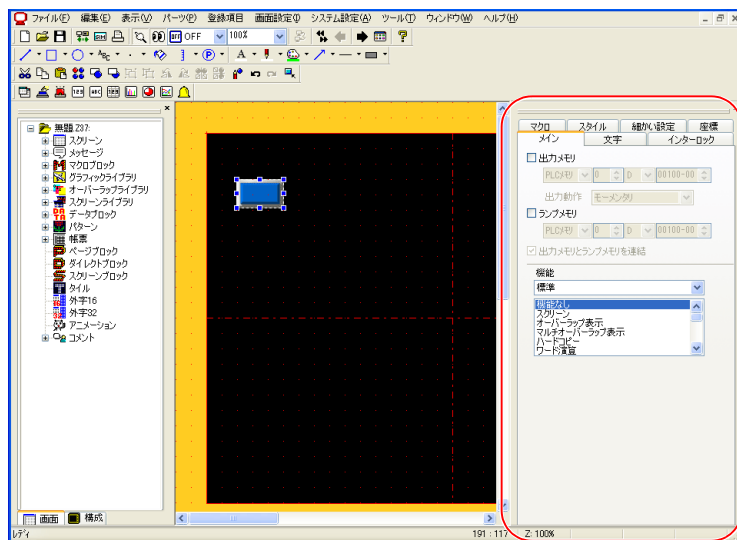 ファイル(F) 編集(E) 表示(V) パーツ(P) 登録項目 画面設定(I) システム設定(A) ツール(T) ウィンドウ(W) ヘルプ(H)
OFF 100%
ABC P A
123 ABC 123
無題 Z37:
スクリーン
メッセージ
マクロブロック
グラフィックライブラリ
オーバーラップライブラリ
スクリーンライブラリ
データブロック
パターン
帳票
ページブロック
ダイレクトブロック
スクリーンブロック
タイル
外字16
外字32
アニメーション
コメント
画面 構成
マクロ スタイル 細かい設定 座標
メイン 文字 インターロック
出力メモリ
PLCメモリ 0 D 00100-00
出力動作 モーメンタリ
ランプメモリ
PLCメモリ 0 D 00100-00
出力メモリとランプメモリを連結
機能
標準
機能なし
スクリーン
オーバーラップ表示
マルチオーバーラップ表示
ハードコピー
ワード演算
レディ 191 : 117 Z: 100%